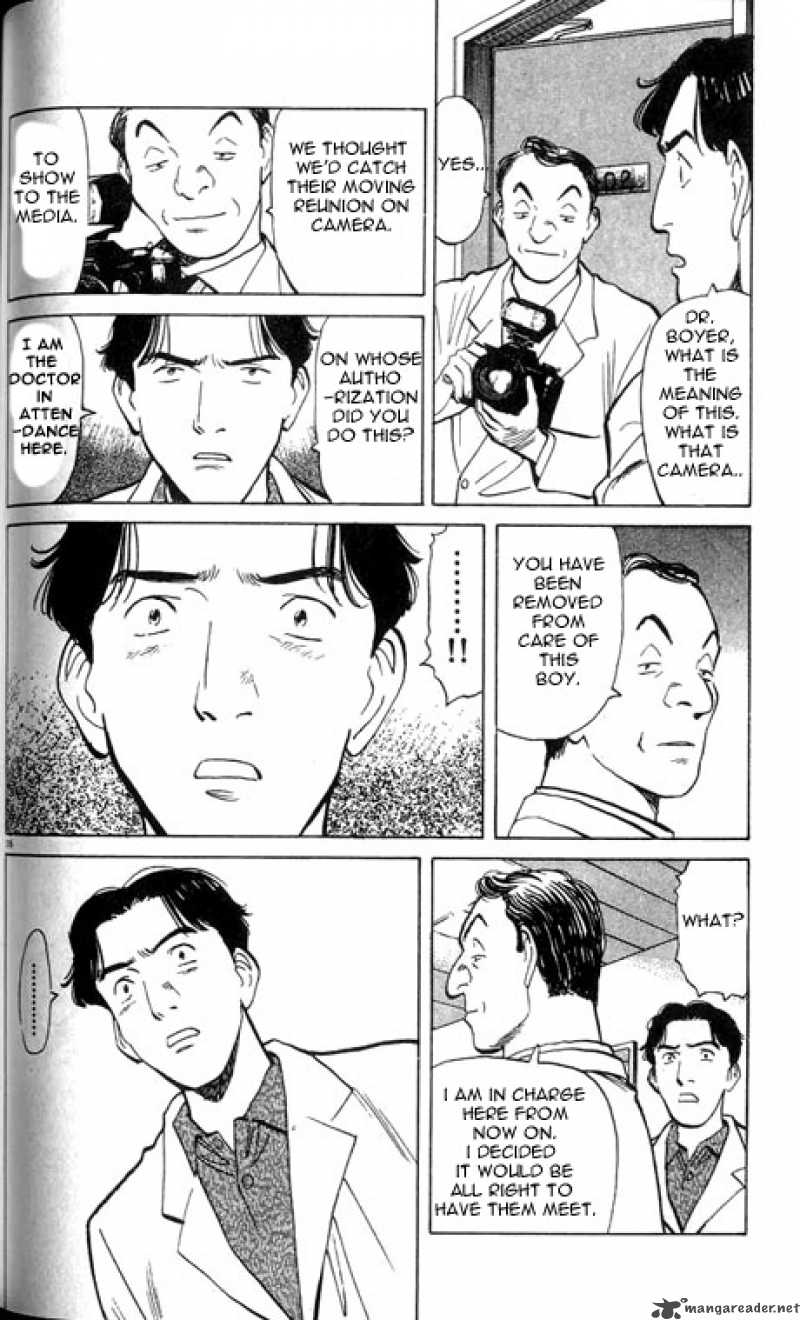 DR.
BOYER,
WHAT IS
THE
MEANING
OF THIS.
WHAT IS
THAT
CAMERA..
YES...
02
WE THOUGHT
WE'D CATCH
THEIR MOVING
REUNION ON
CAMERA.
TO
SHOW
TO THE
MEDIA.
ON WHOSE
AUTHO
-RIZATION
DID YOU
DO THIS?
I AM
THE
DOCTOR
IN
ATTEN
-DANCE
HERE.
YOU HAVE
BEEN
REMOVED
FROM
CARE OF
THIS
BOY.
.........!!
WHAT?
I AM IN CHARGE
HERE FROM
NOW ON.
I DECIDED
IT WOULD BE
ALL RIGHT TO
HAVE THEM MEET.
.........
mangareader.net